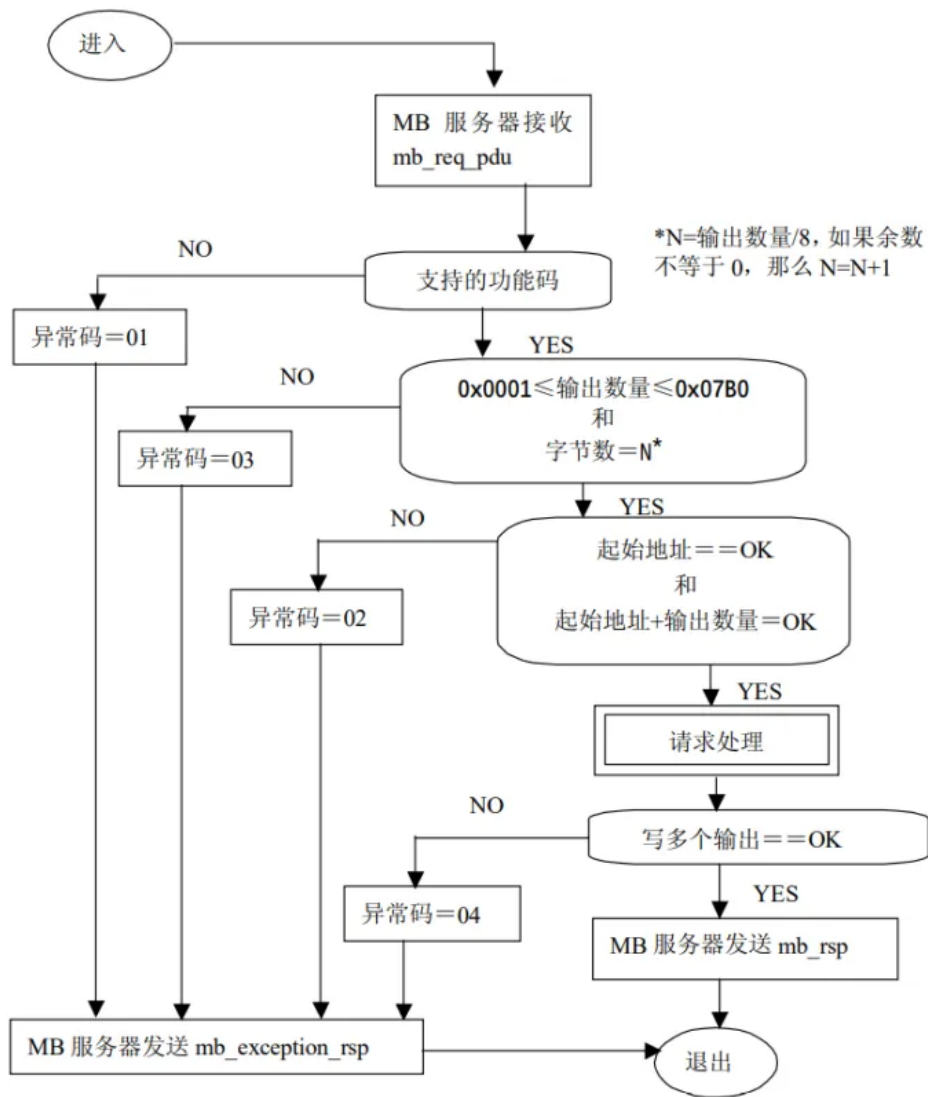 进入
MB 服务器接收
mb_req_pdu
*N=输出数量/8，如果余数
不等于 0，那么 N=N+1
NO
支持的功能码
异常码＝01
YES
NO
0x0001≤输出数量≤0x07B0
和
字节数＝N*
异常码＝03
YES
NO
起始地址＝＝OK
和
起始地址+输出数量＝OK
异常码＝02
YES
请求处理
NO
写多个输出＝＝OK
YES
异常码＝04
MB 服务器发送 mb_rsp
MB 服务器发送 mb_exception_rsp
退出